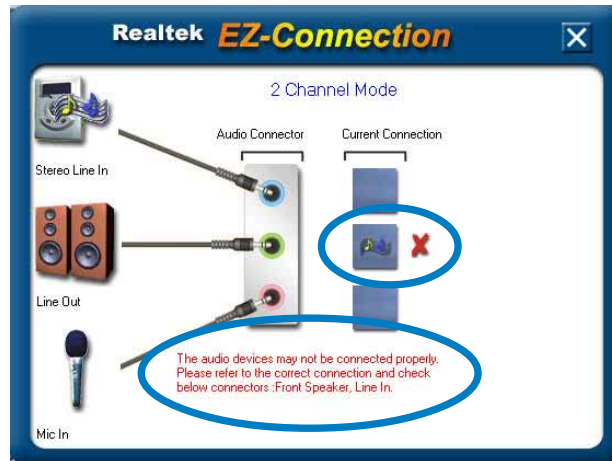 Realtek EZ-Connection
2 Channel Mode
Audio Connector
Current Connection
Stereo Line In
Line Out
The audio devices may not be connected properly.
Please refer to the correct connection and check
below connectors :Front Speaker, Line In.
Mic In